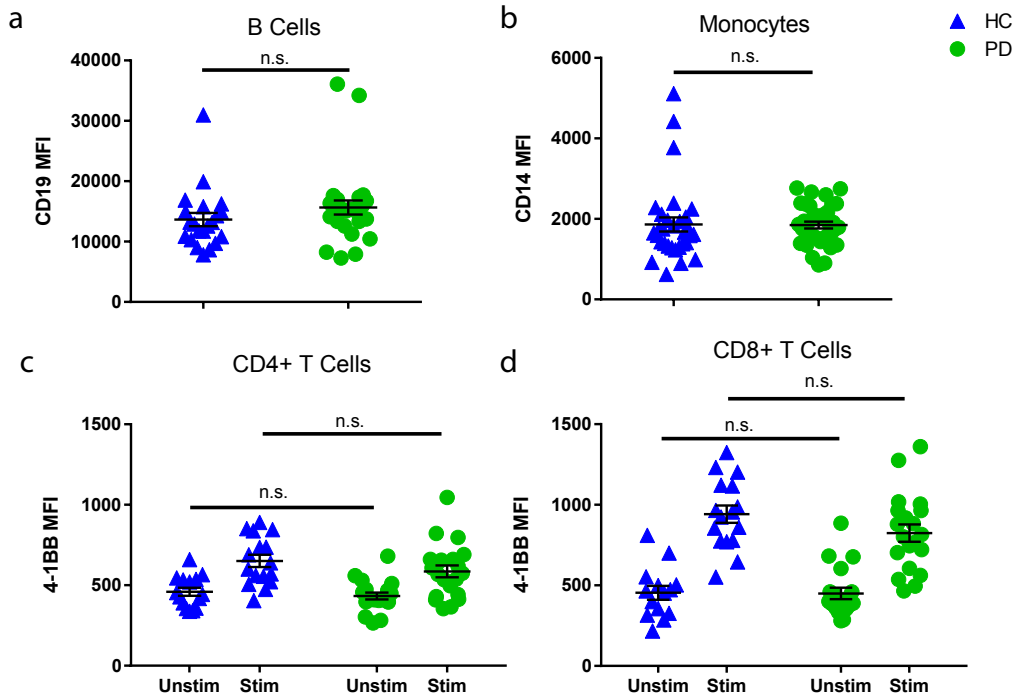 a
B Cells
n.s.
CD19 MFI
40000
30000
20000
10000
0
b
Monocytes
n.s.
CD14 MFI
6000
4000
2000
0
HC
PD
c
CD4+ T Cells
n.s.
n.s.
4-1BB MFI
1500
1000
500
0
Unstim Stim Unstim Stim
d
CD8+ T Cells
n.s.
n.s.
4-1BB MFI
1500
1000
500
0
Unstim Stim Unstim Stim